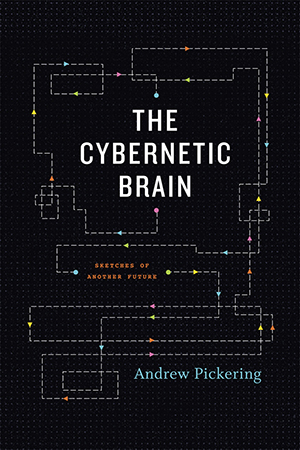 THE
CYBERNETIC
BRAIN
SKETCHES OF
ANOTHER FUTURE
Andrew Pickering